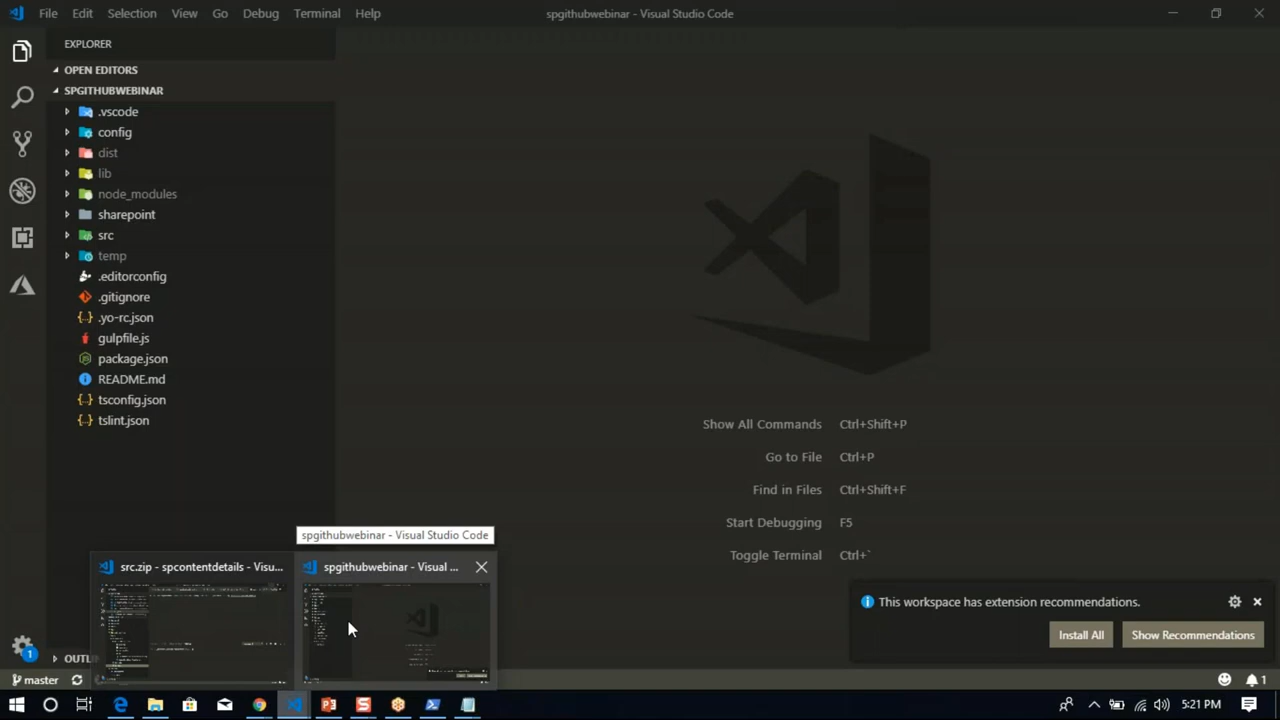 File Edit Selection View Go Debug Terminal Help
spgithubwebinar - Visual Studio Code
EXPLORER
OPEN EDITORS
SPGITHUBWEBINAR
.vscode
config
dist
lib
node_modules
sharepoint
src
temp
.editorconfig
.gitignore
.yo-rc.json
gulpfile.js
package.json
README.md
tsconfig.json
tslint.json
Show All Commands Ctrl+Shift+P
Go to File Ctrl+P
Find in Files Ctrl+Shift+F
Start Debugging F5
Toggle Terminal Ctrl+`
spgithubwebinar - Visual Studio Code
src.zip - spcontentdetails - Visu...
spgithubwebinar - Visual ...
This workspace has extension recommendations.
Install All
Show Recommendations
1
OUTLI
master
1
5:21 PM